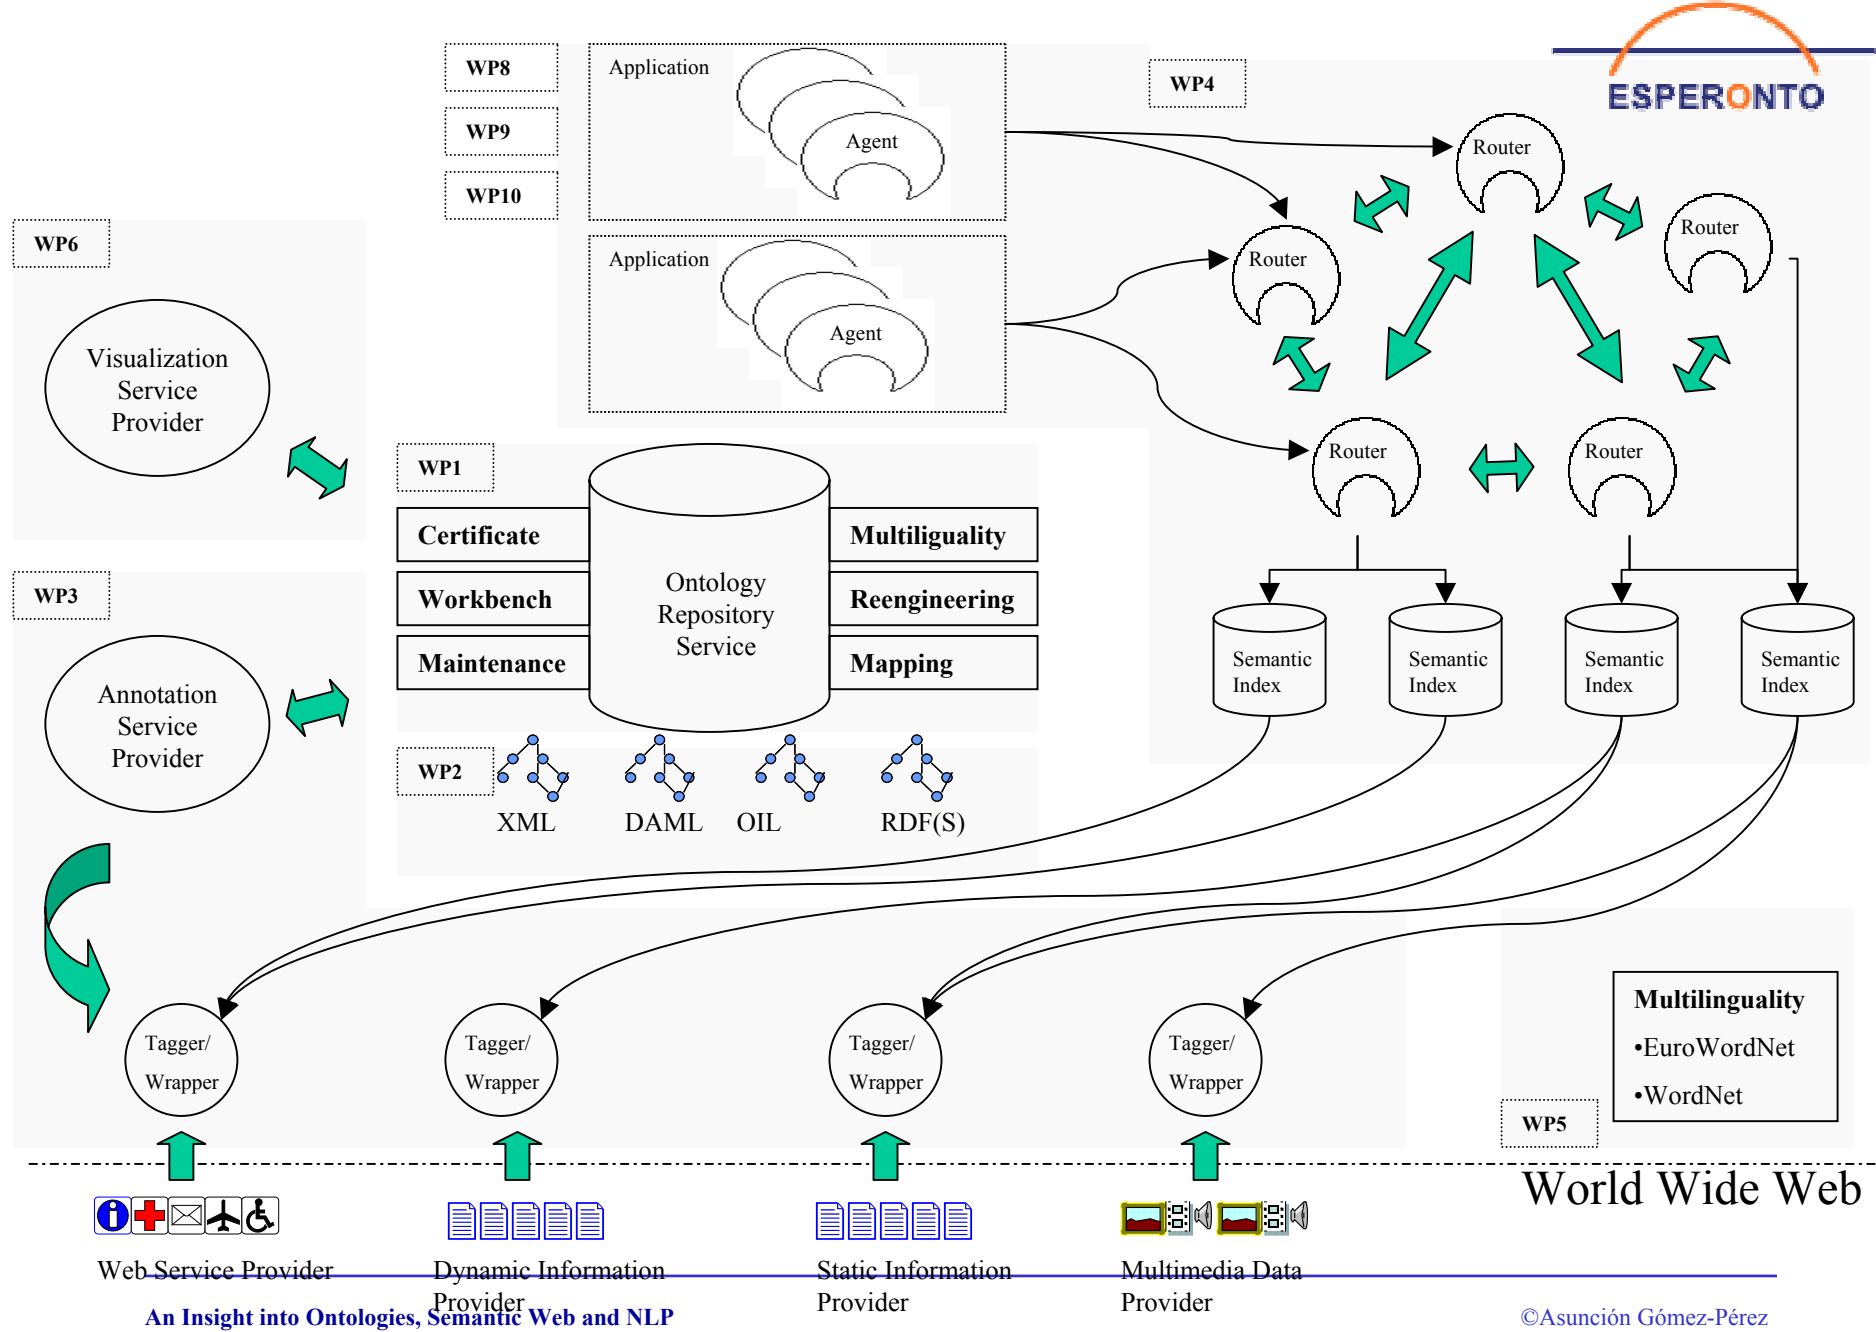 ESPERONTO
WP8
WP9
WP10
Application
Agent
Application
Agent
WP4
Router
Router
Router
Router
Router
WP6
Visualization
Service
Provider
WP1
Certificate
Workbench
Maintenance
Ontology
Repository
Service
Multiliguality
Reengineering
Mapping
WP3
Annotation
Service
Provider
WP2
XML
DAML
OIL
RDF(S)
Semantic
Index
Semantic
Index
Semantic
Index
Semantic
Index
Tagger/
Wrapper
Tagger/
Wrapper
Tagger/
Wrapper
Tagger/
Wrapper
Multilinguality
•EuroWordNet
•WordNet
WP5
World Wide Web
Web Service Provider
Dynamic Information
Provider
Static Information
Provider
Multimedia Data
Provider
An Insight into Ontologies, Semantic Web and NLP
©Asunción Gómez-Pérez